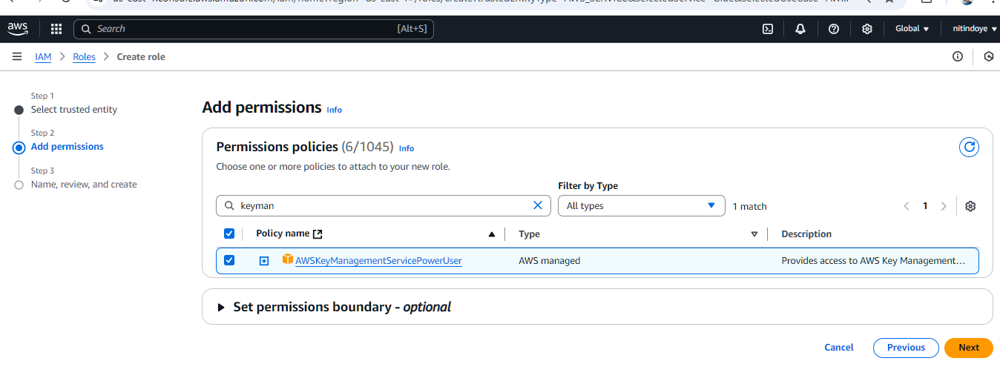 aws
Search [Alt+S] Global nitindoye
IAM > Roles > Create role
Step 1
Select trusted entity
Step 2
Add permissions
Step 3
Name, review, and create
Add permissions Info
Permissions policies (6/1045) Info
Choose one or more policies to attach to your new role.
Filter by Type
keyman All types 1 match 1
Policy name Type Description
AWSKeyManagementServicePowerUser AWS managed Provides access to AWS Key Management...
Set permissions boundary - optional
Cancel Previous Next